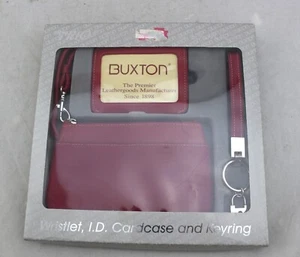 BUXTON®
The Premier
Leathergoods Manufacturer
Since 1898
Wristlet, I.D. Cardcase and Keyring